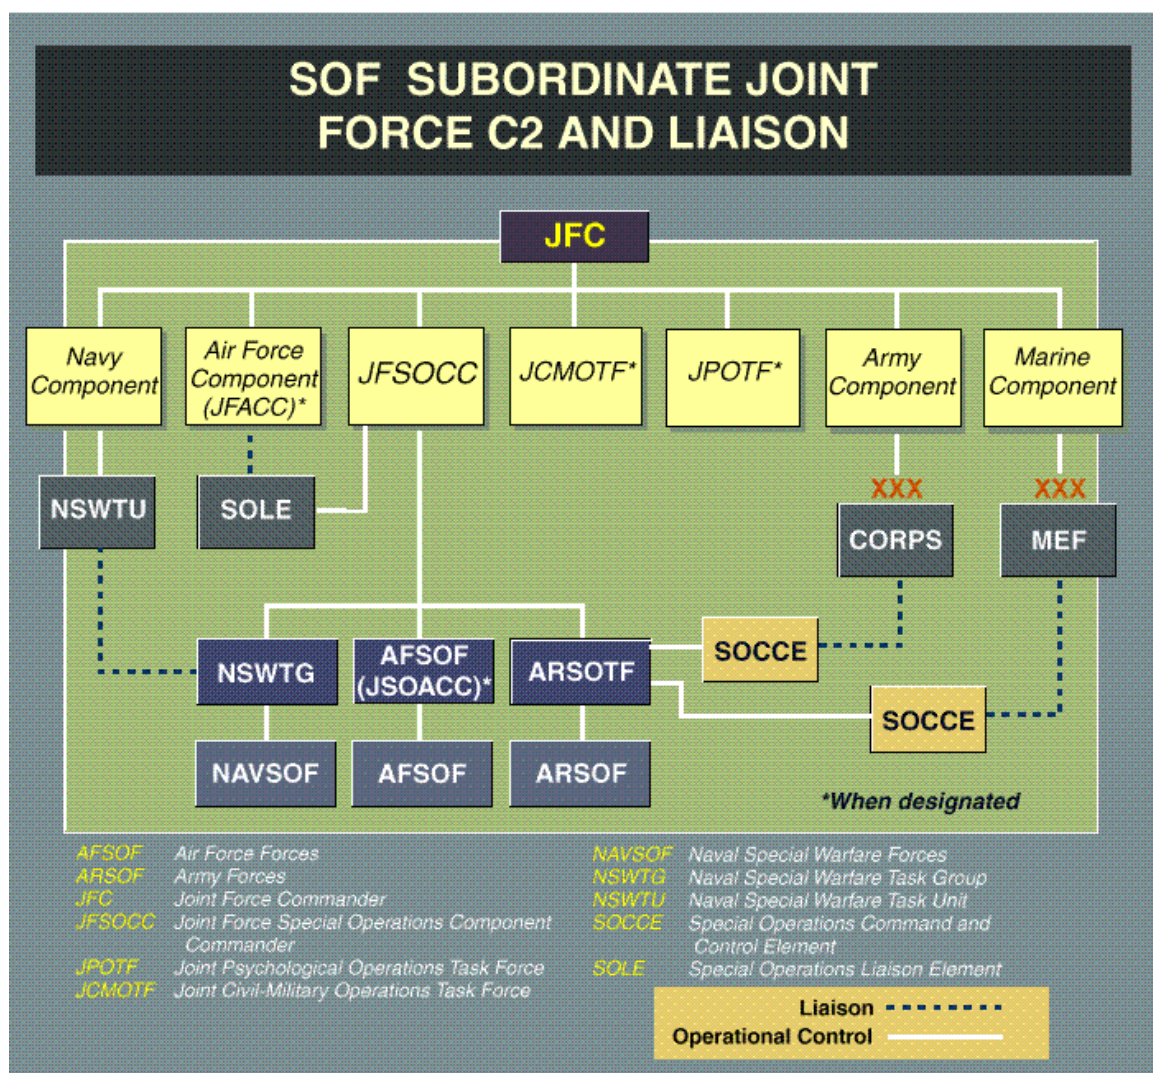 SOF SUBORDINATE JOINT
FORCE C2 AND LIAISON
JFC
Navy
Component
Air Force
Component
(JFACC)*
JFSOCC
JCMOTF*
JPOTF*
Army
Component
Marine
Component
NSWTU
SOLE
XXX
CORPS
XXX
MEF
NSWTG
AFSOF
(JSOACC)*
ARSOTF
SOCCE
SOCCE
NAVSOF
AFSOF
ARSOF
*When designated
AFSOF Air Force Forces
ARSOF Army Forces
JFC Joint Force Commander
JFSOCC Joint Force Special Operations Component
Commander
JPOTF Joint Psychological Operations Task Force
JCMOTF Joint Civil-Military Operations Task Force
NAVSOF Naval Special Warfare Forces
NSWTG Naval Special Warfare Task Group
NSWTU Naval Special Warfare Task Unit
SOCCE Special Operations Command and
Control Element
SOLE Special Operations Liaison Element
Liaison
Operational Control